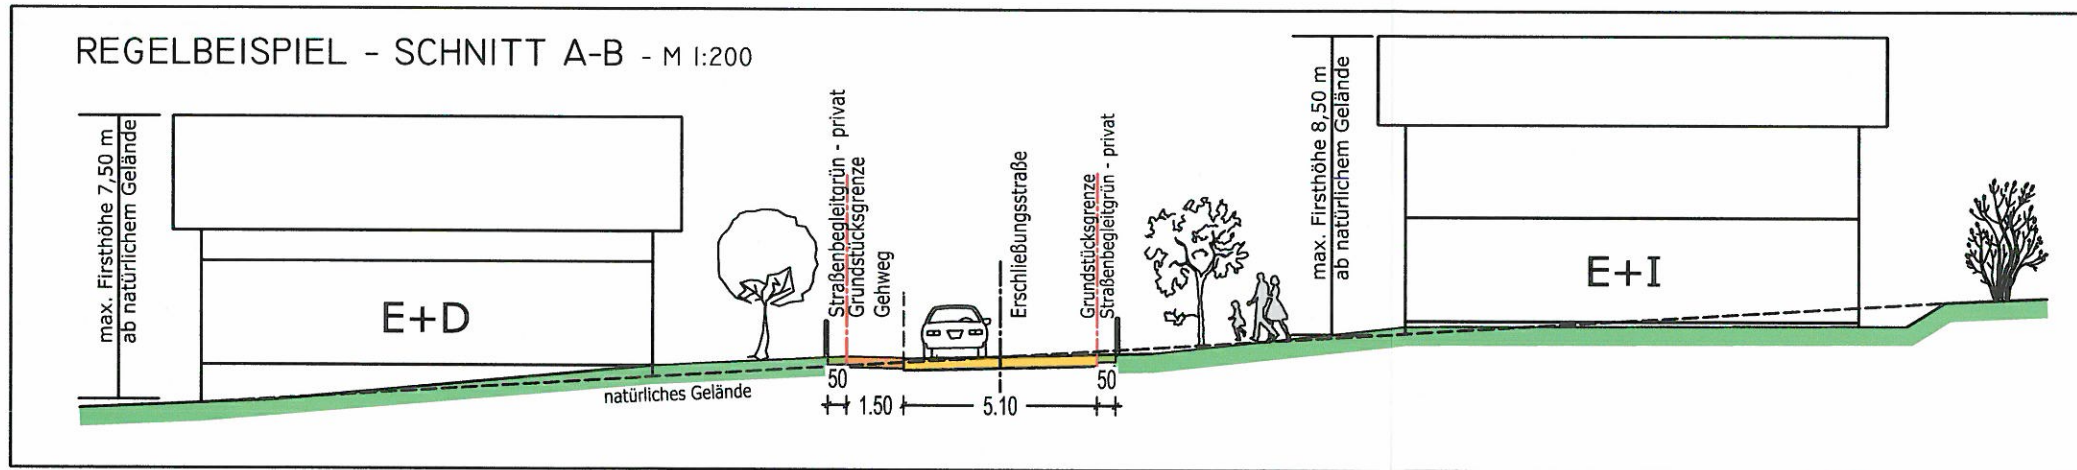 REGELBEISPIEL - SCHNITT A-B - M 1:200
max. Firsthöhe 7,50 m
ab natürlichem Gelände
E+D
natürliches Gelände
Straßenbegleitgrün - privat
Grundstücksgrenze
Gehweg
Erschließungsstraße
Grundstücksgrenze
Straßenbegleitgrün - privat
50
1.50
5.10
50
max. Firsthöhe 8,50 m
ab natürlichem Gelände
E+I